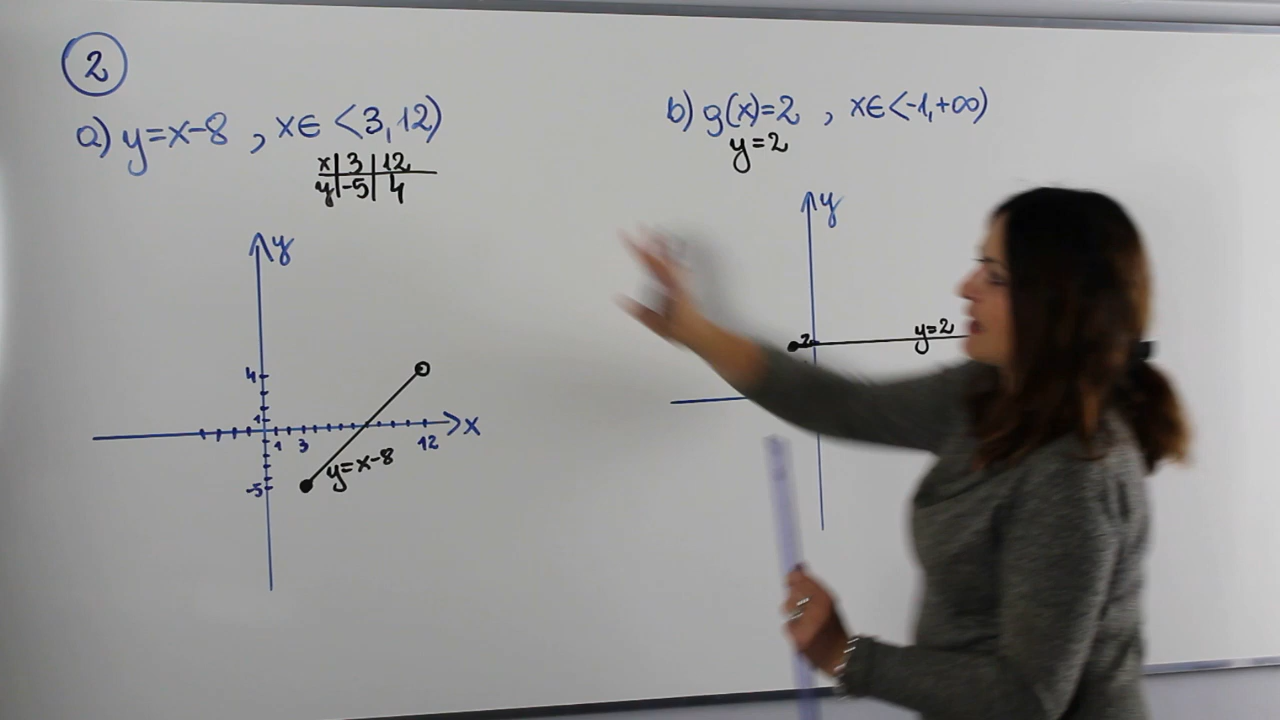 2
a) y=x-8 , x∈ <3,12)
x | 3 | 12
y | -5 | 4
y
4
1
1 3 12 x
-5
y=x-8
b) g(x)=2 , x∈<-1,+∞)
y=2
y
2
y=2